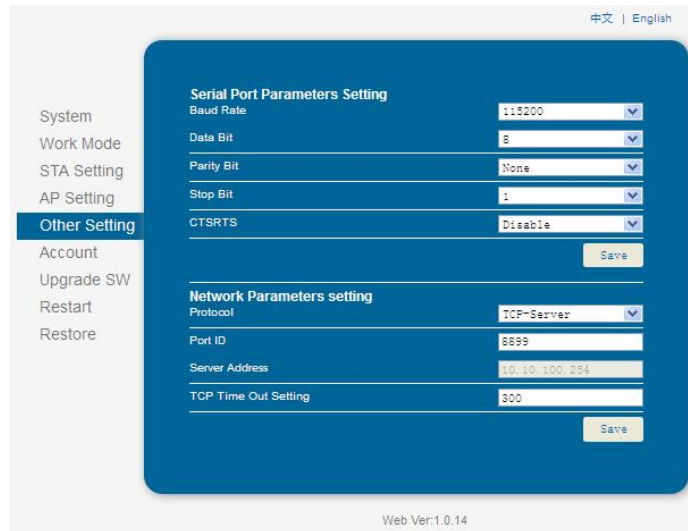 中文 | English
System
Work Mode
STA Setting
AP Setting
Other Setting
Account
Upgrade SW
Restart
Restore
Serial Port Parameters Setting
Baud Rate 115200
Data Bit 8
Parity Bit None
Stop Bit 1
CTSRTS Disable
Save
Network Parameters setting
Protocol TCP-Server
Port ID 8899
Server Address 10.10.100.254
TCP Time Out Setting 300
Save
Web Ver:1.0.14